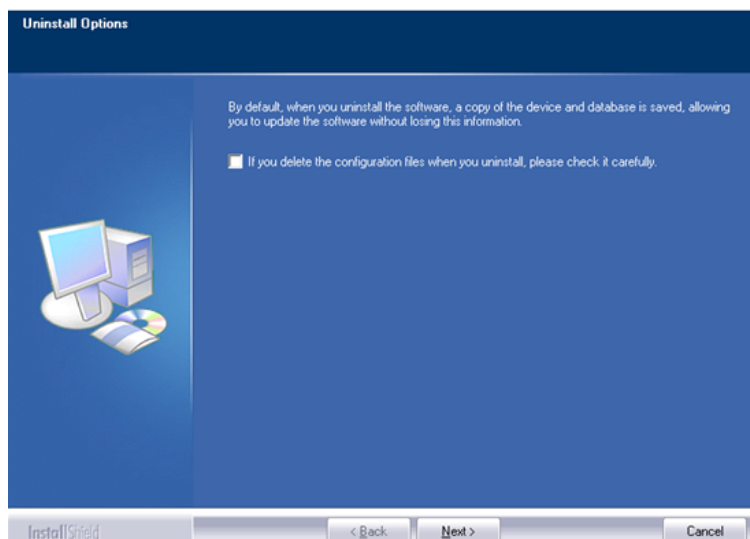 Uninstall Options
By default, when you uninstall the software, a copy of the device and database is saved, allowing
you to update the software without losing this information.
If you delete the configuration files when you uninstall, please check it carefully.
InstallShield
< Back
Next >
Cancel